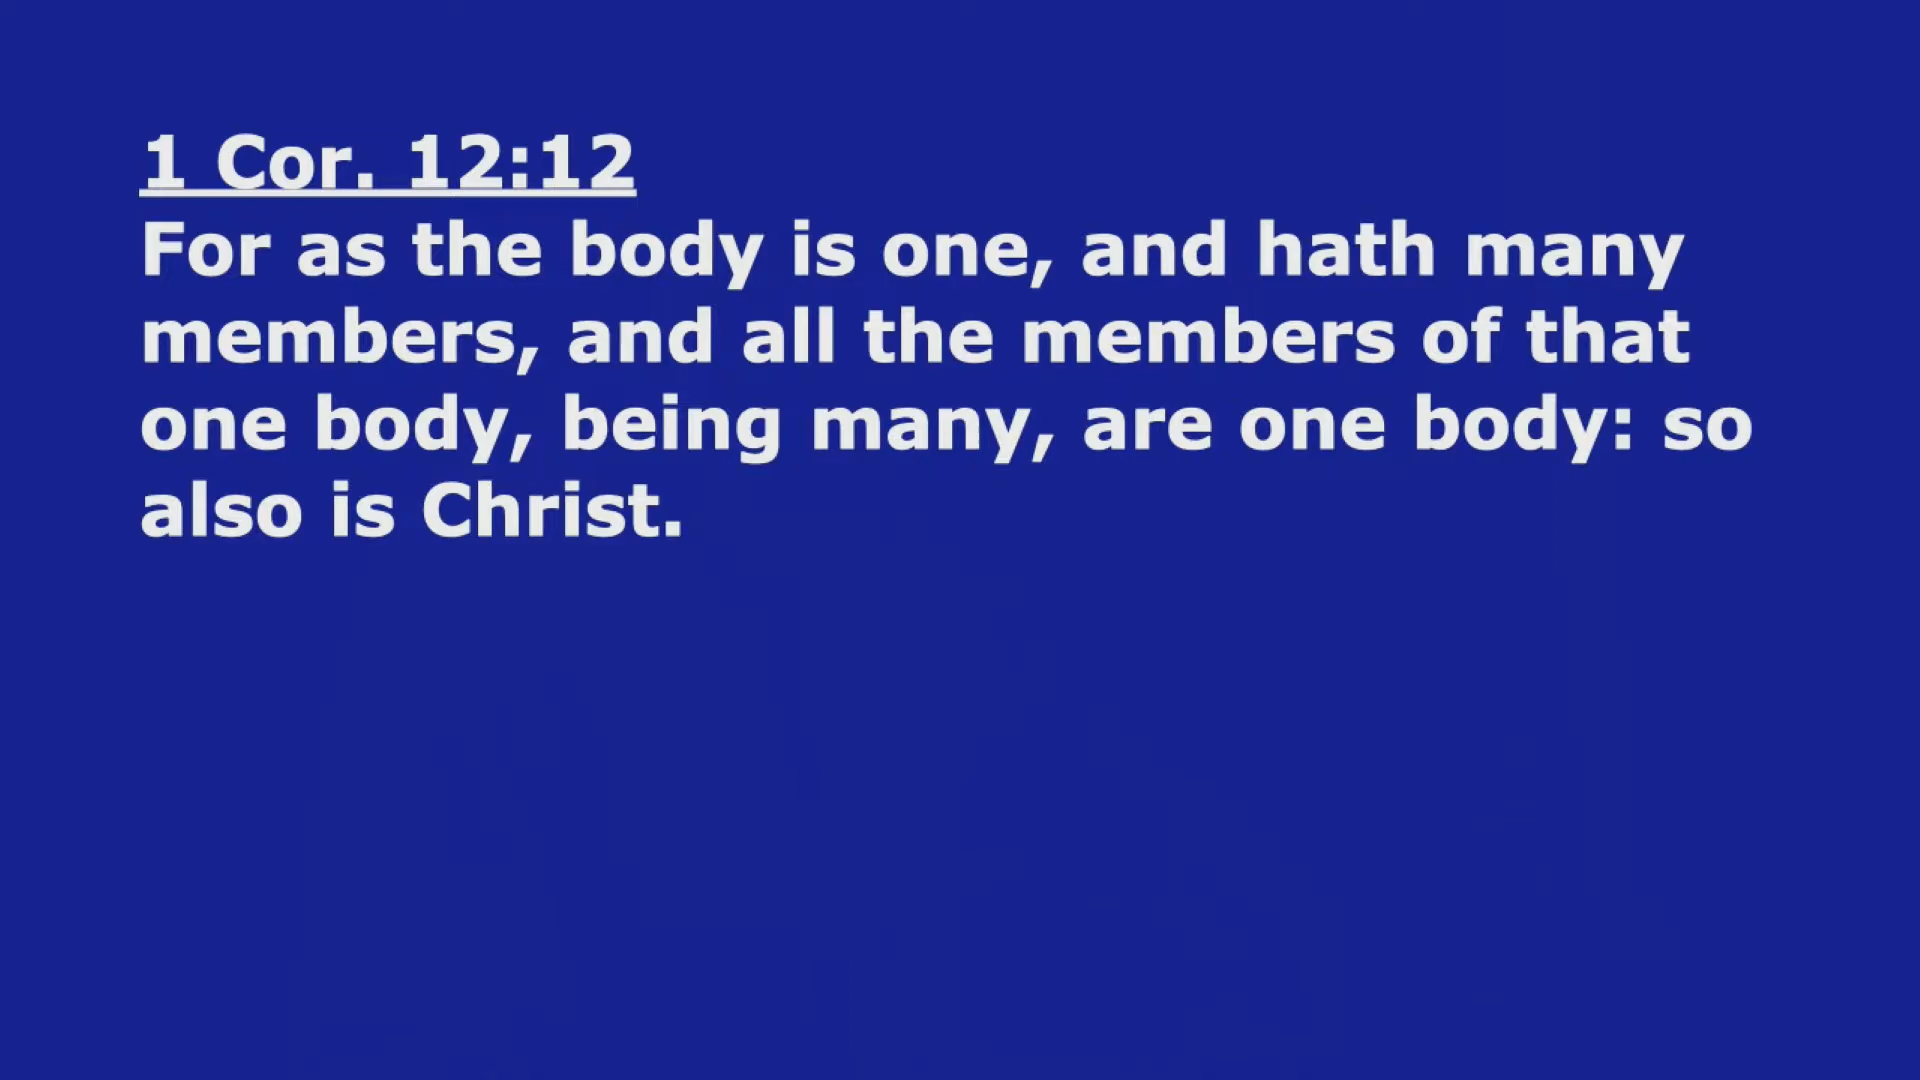 1 Cor. 12:12
For as the body is one, and hath many
members, and all the members of that
one body, being many, are one body: so
also is Christ.